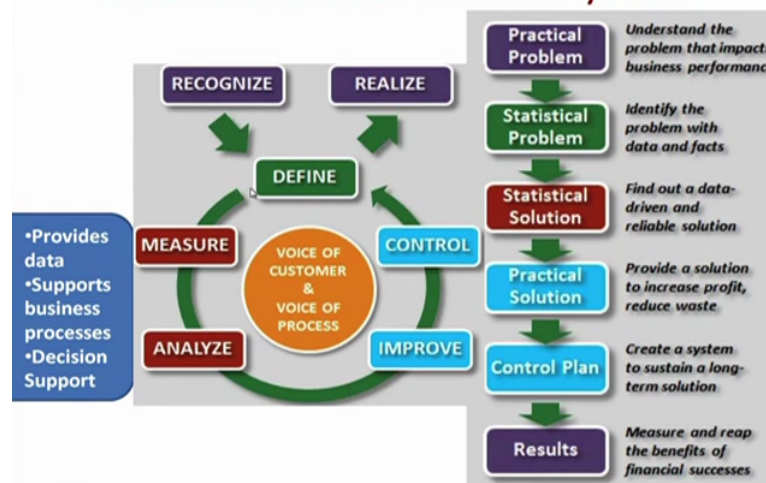 RECOGNIZE
REALIZE
DEFINE
MEASURE
CONTROL
VOICE OF
CUSTOMER
&
VOICE OF
PROCESS
ANALYZE
IMPROVE
•Provides
data
•Supports
business
processes
•Decision
Support
Practical
Problem
Understand the
problem that impacts
business performance
Statistical
Problem
Identify the
problem with
data and facts
Statistical
Solution
Find out a data-
driven and
reliable solution
Practical
Solution
Provide a solution
to increase profit,
reduce waste
Control Plan
Create a system
to sustain a long-
term solution
Results
Measure and reap
the benefits of
financial successes